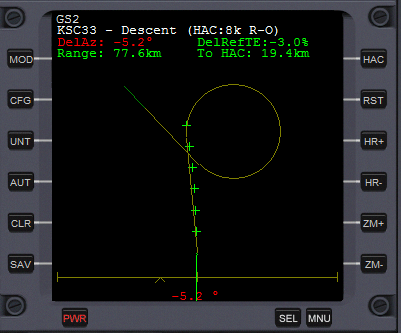 GS2
KSC33 - Descent (HAC:8k R-O)
DelAz: -5.2° DelRefTE:-3.0%
Range: 77.6km To HAC: 19.4km
MOD HAC
CFG RST
UNT HR+
AUT HR-
CLR ZM+
SAV ZM-
-5.2 °
PWR SEL MNU